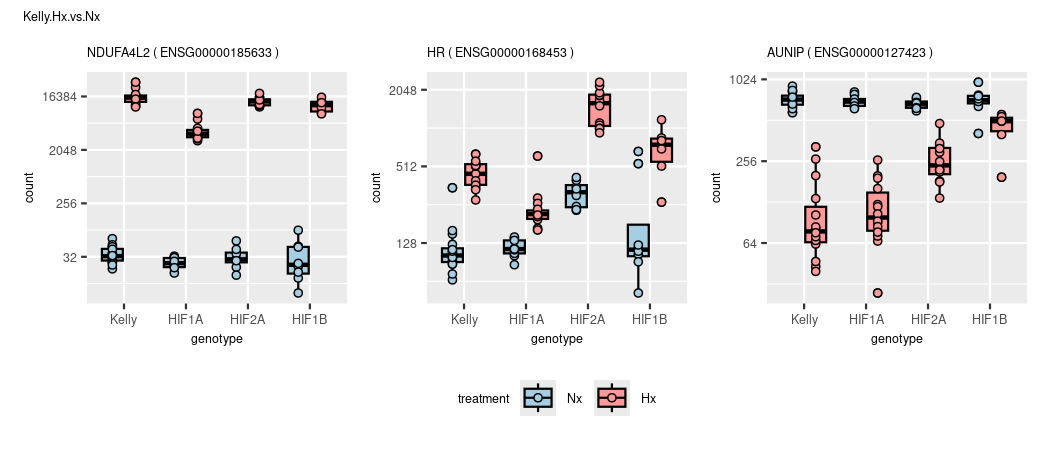 Kelly.Hx.vs.Nx
NDUFA4L2 ( ENSG00000185633 )
HR ( ENSG00000168453 )
AUNIP ( ENSG00000127423 )
count
16384
2048
256
32
Kelly HIF1A HIF2A HIF1B
genotype
count
2048
512
128
Kelly HIF1A HIF2A HIF1B
genotype
count
1024
256
64
Kelly HIF1A HIF2A HIF1B
genotype
treatment Nx Hx